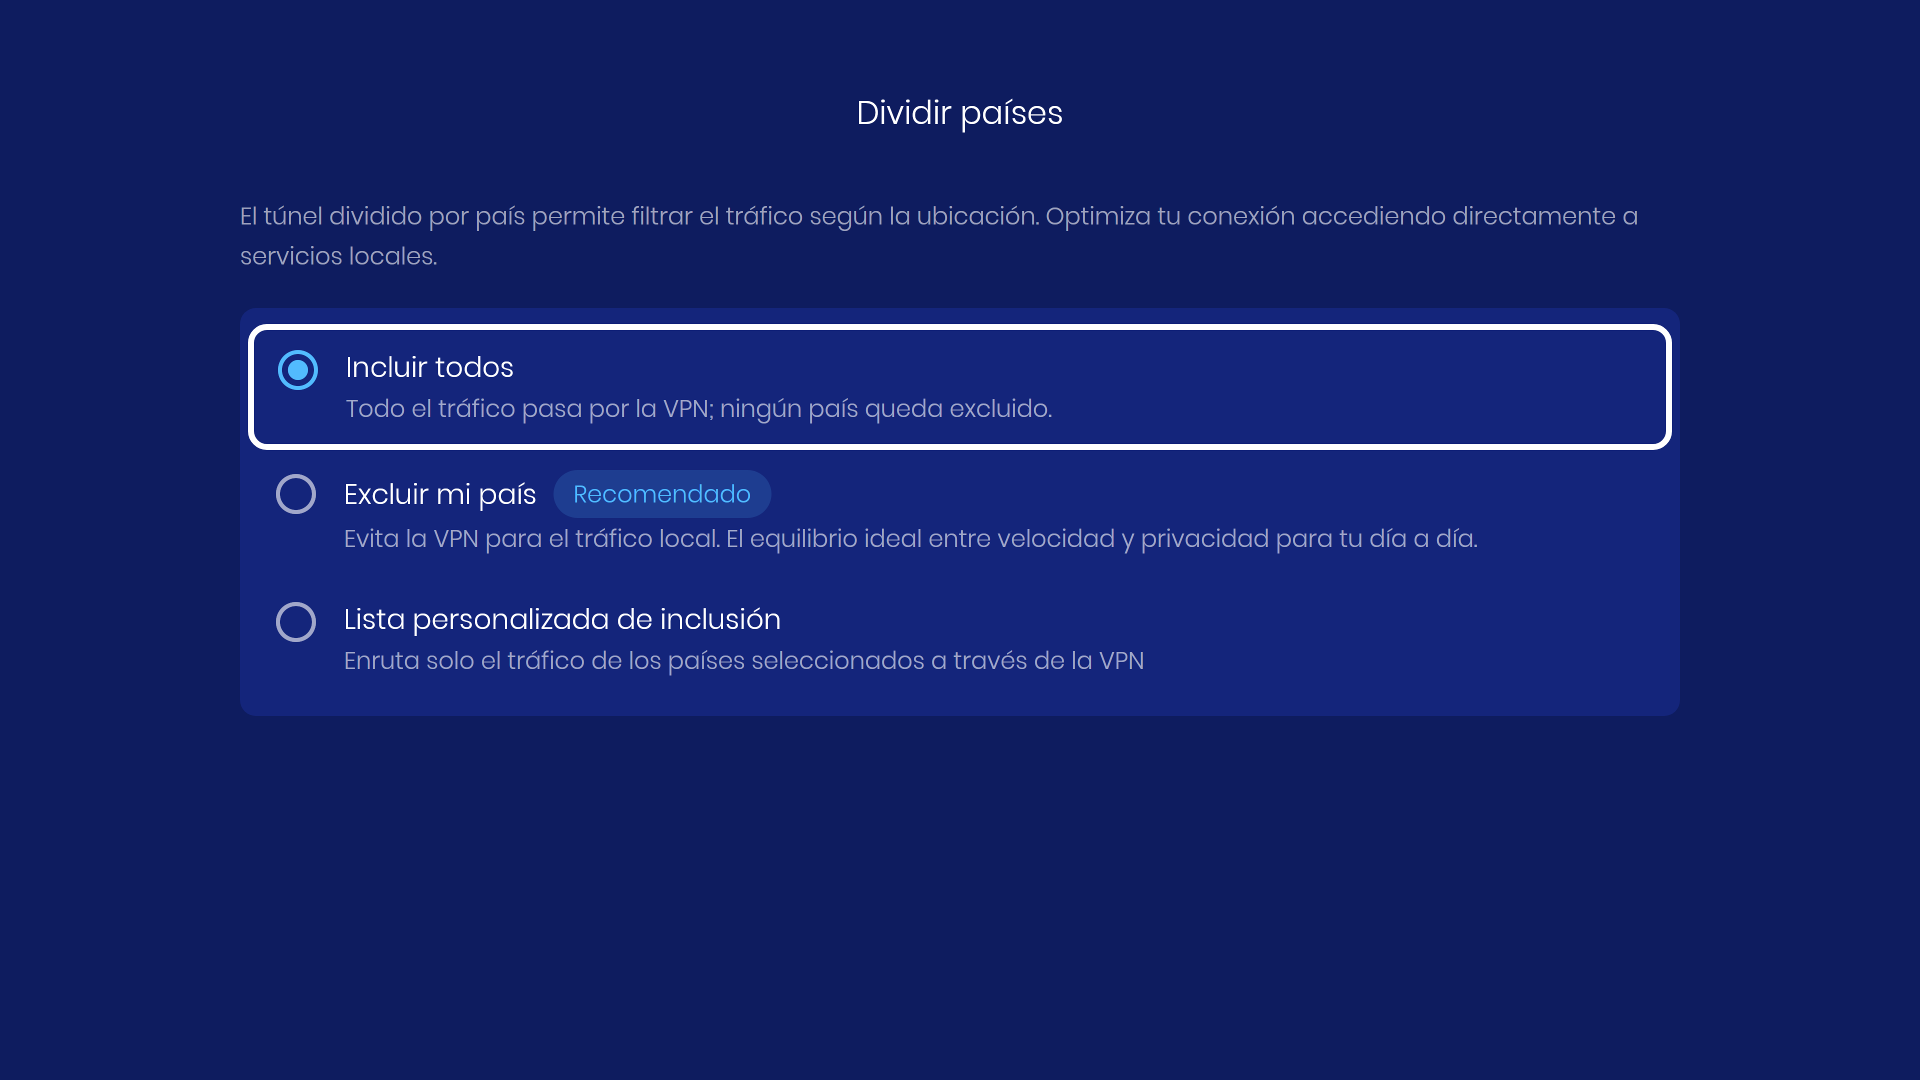 Dividir países
El túnel dividido por país permite filtrar el tráfico según la ubicación. Optimiza tu conexión accediendo directamente a
servicios locales.
Incluir todos
Todo el tráfico pasa por la VPN; ningún país queda excluido.
Excluir mi país Recomendado
Evita la VPN para el tráfico local. El equilibrio ideal entre velocidad y privacidad para tu día a día.
Lista personalizada de inclusión
Enruta solo el tráfico de los países seleccionados a través de la VPN